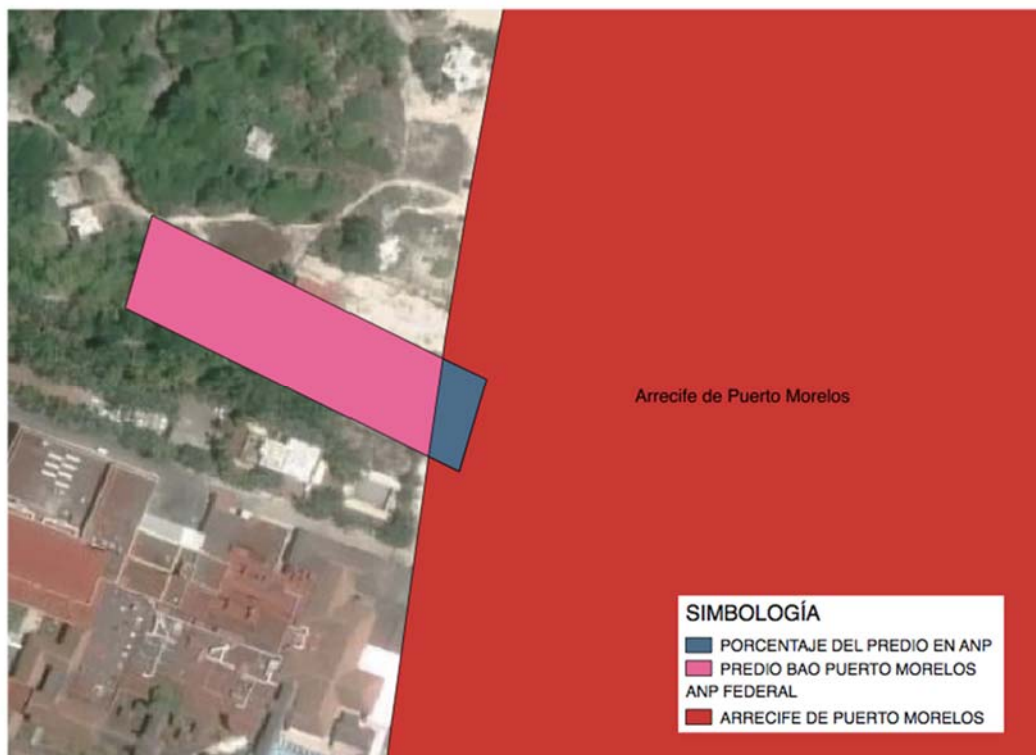 Arrecife de Puerto Morelos
SIMBOLOGÍA
PORCENTAJE DEL PREDIO EN ANP
PREDIO BAO PUERTO MORELOS
ANP FEDERAL
ARRECIFE DE PUERTO MORELOS